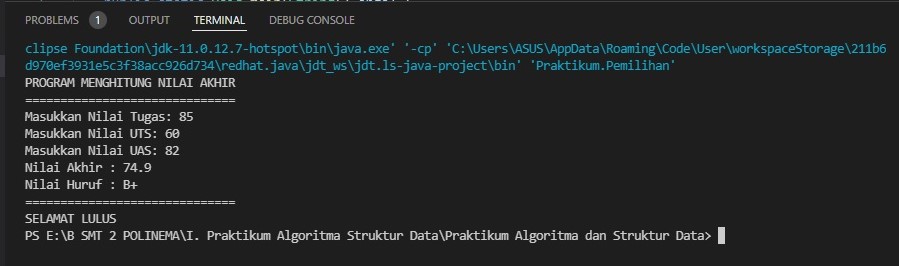 PROBLEMS 1 OUTPUT TERMINAL DEBUG CONSOLE
clipse Foundation\jdk-11.0.12.7-hotspot\bin\java.exe' '-cp' 'C:\Users\ASUS\AppData\Roaming\Code\User\workspaceStorage\211b6
d970ef3931e5c3f38acc926d734\redhat.java\jdt_ws\jdt.ls-java-project\bin' 'Praktikum.Pemilihan'
PROGRAM MENGHITUNG NILAI AKHIR
==============================
Masukkan Nilai Tugas: 85
Masukkan Nilai UTS: 60
Masukkan Nilai UAS: 82
Nilai Akhir : 74.9
Nilai Huruf : B+
==============================
SELAMAT LULUS
PS E:\B SMT 2 POLINEMA\I. Praktikum Algoritma Struktur Data\Praktikum Algoritma dan Struktur Data>